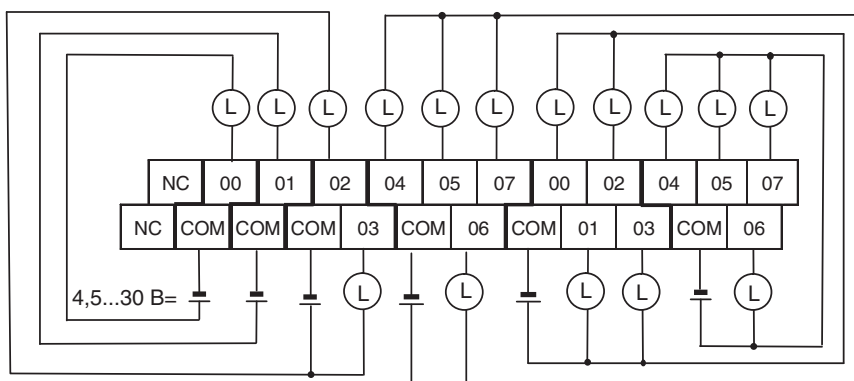 L L L L L L L L L L L
NC 00 01 02 04 05 07 00 02 04 05 07
NC COM COM COM 03 COM 06 COM 01 03 COM 06
4,5...30 В= L L L L L